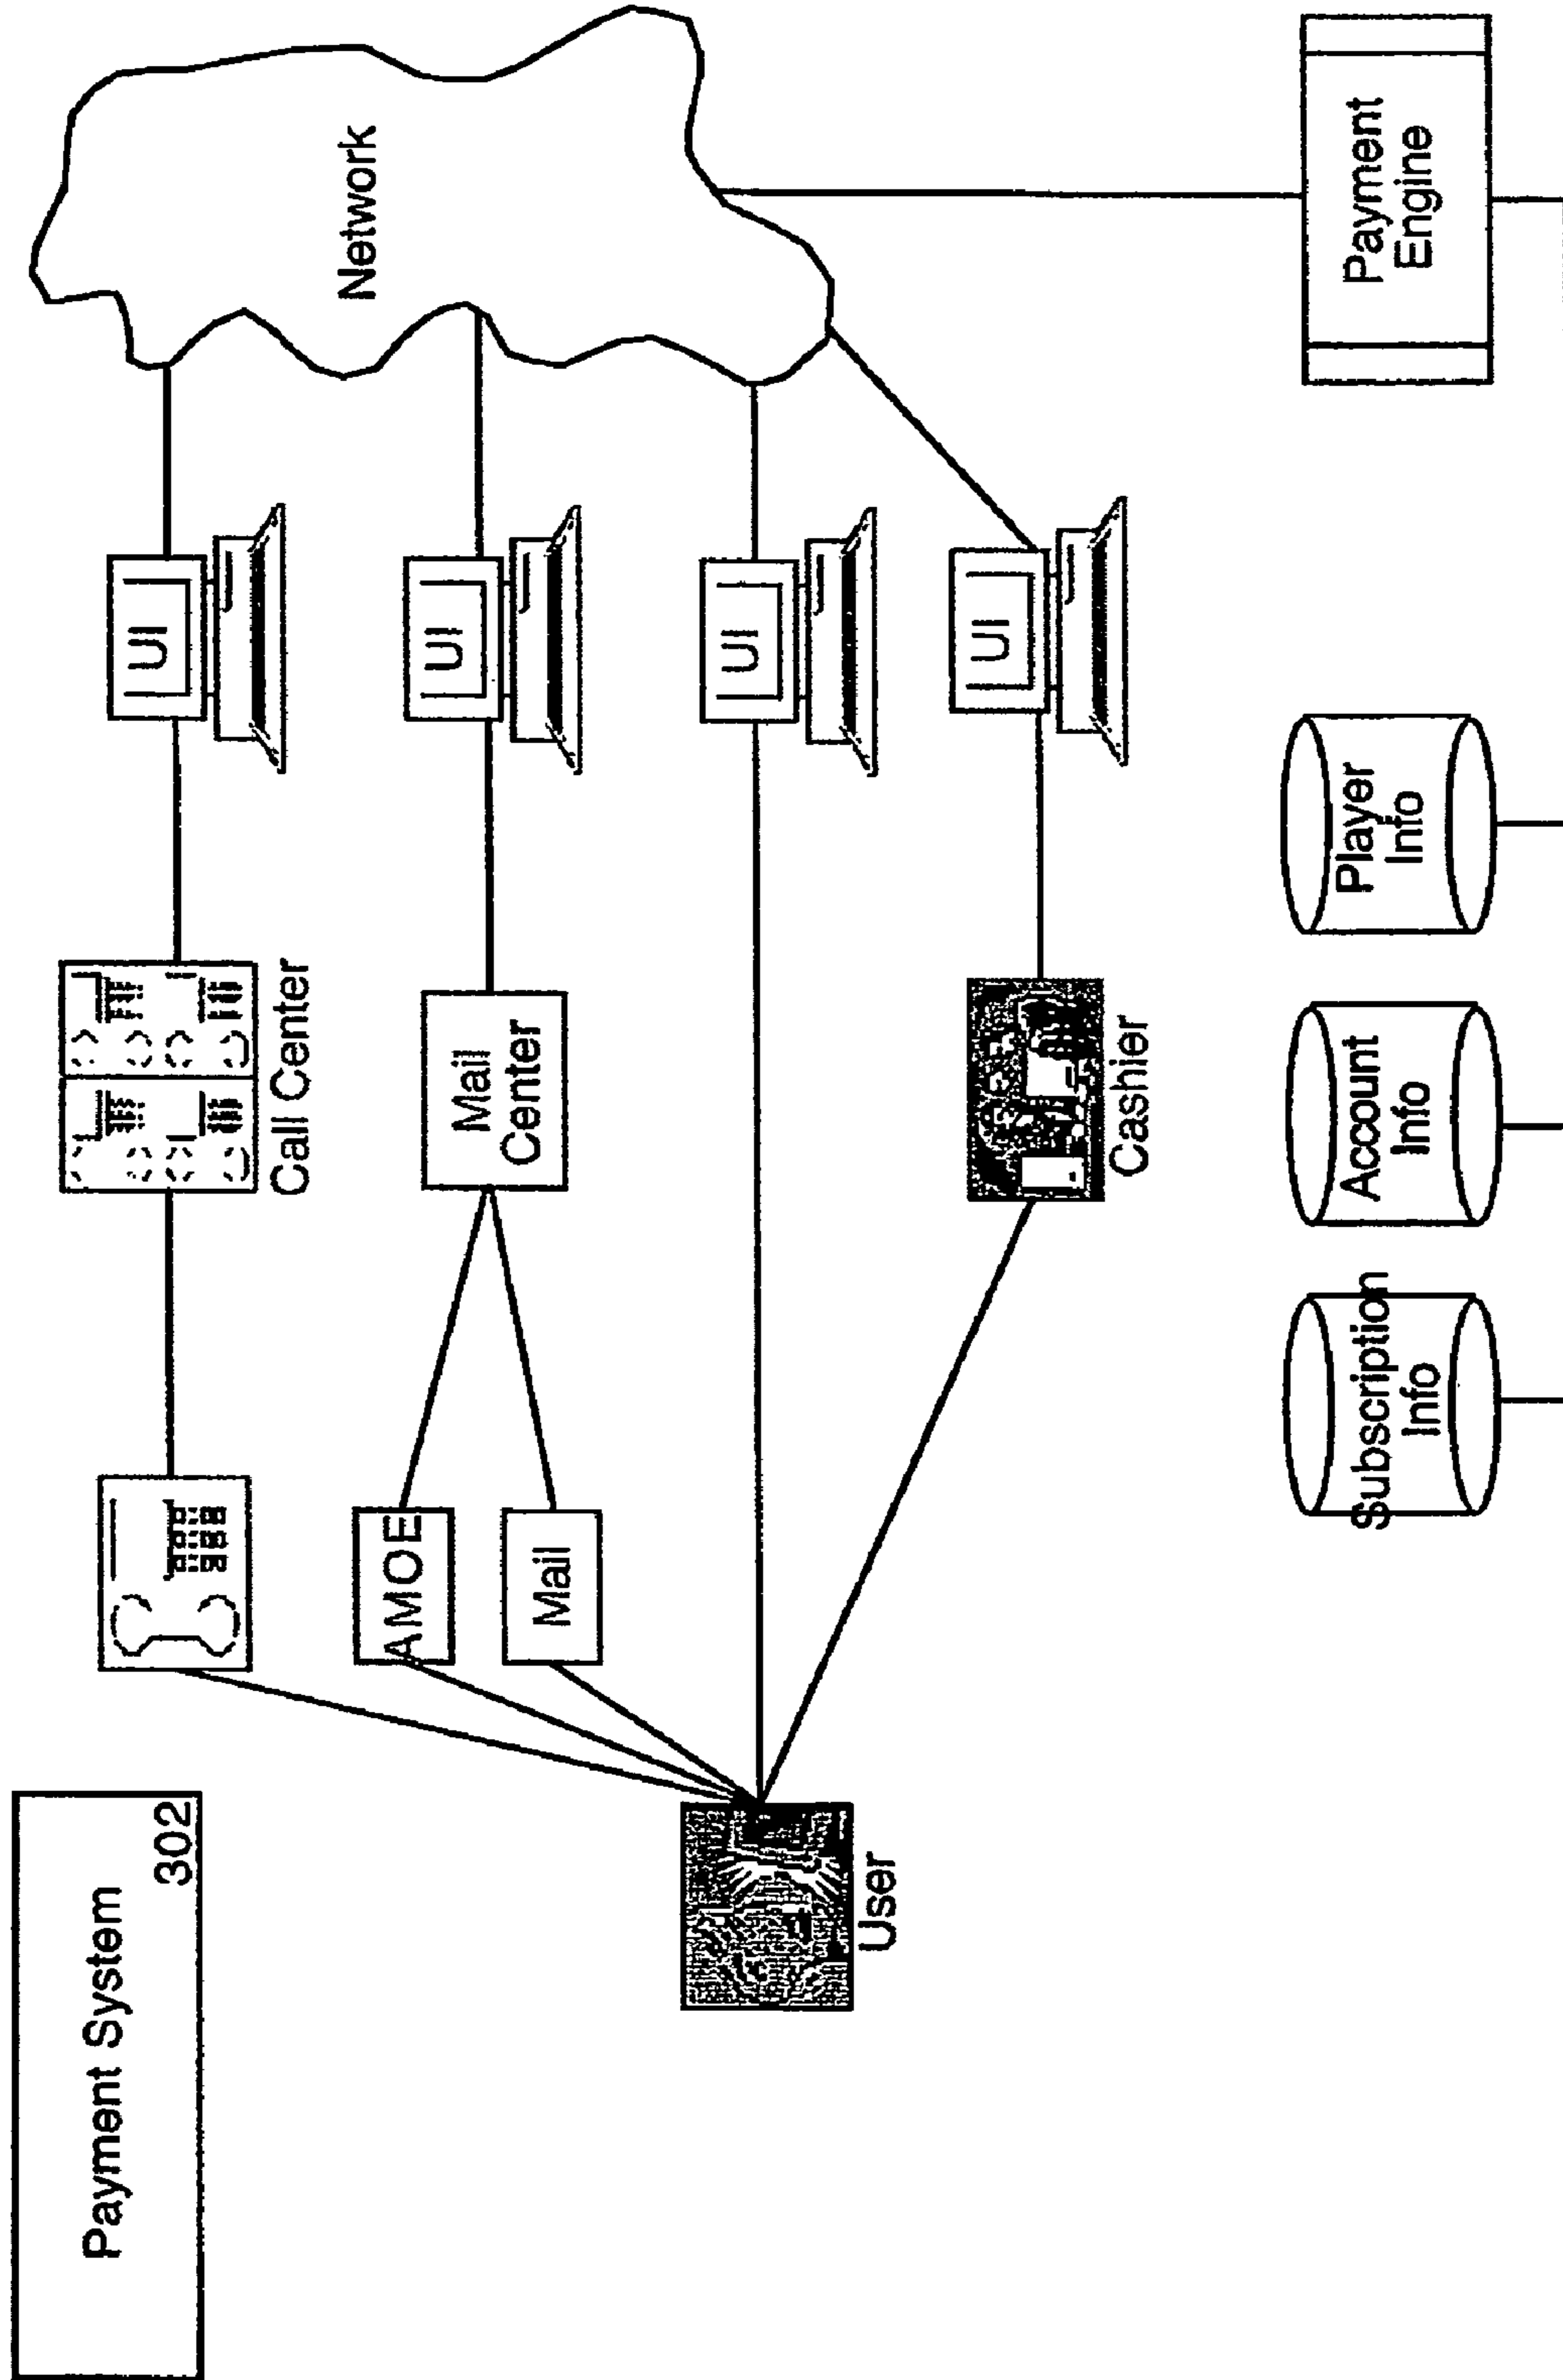 Payment System
302
Call Center
UI
Network
AMOE
Mail
Center
UI
Mail
User
UI
UI
Cashier
Subscription
Info
Account
Info
Player
Info
Payment
Engine